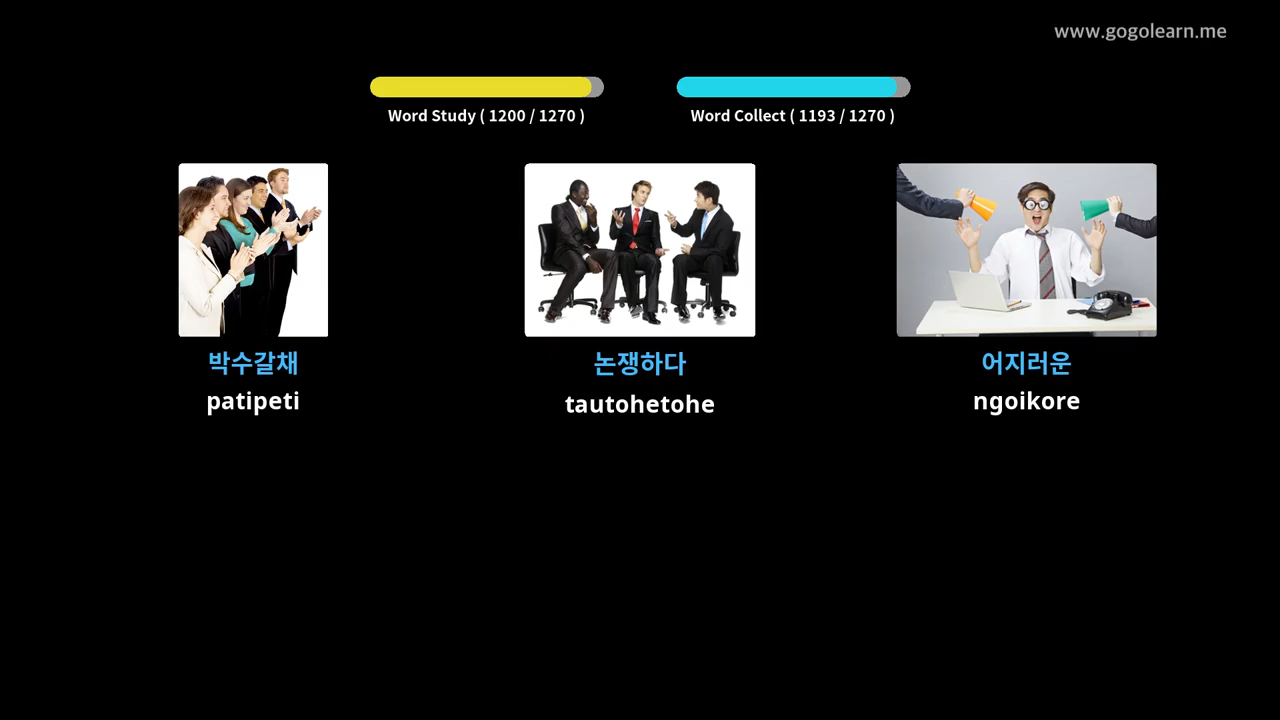 www.gogolearn.me
Word Study ( 1200 / 1270 )
Word Collect ( 1193 / 1270 )
박수갈채
patipeti
논쟁하다
tautohetohe
어지러운
ngoikore